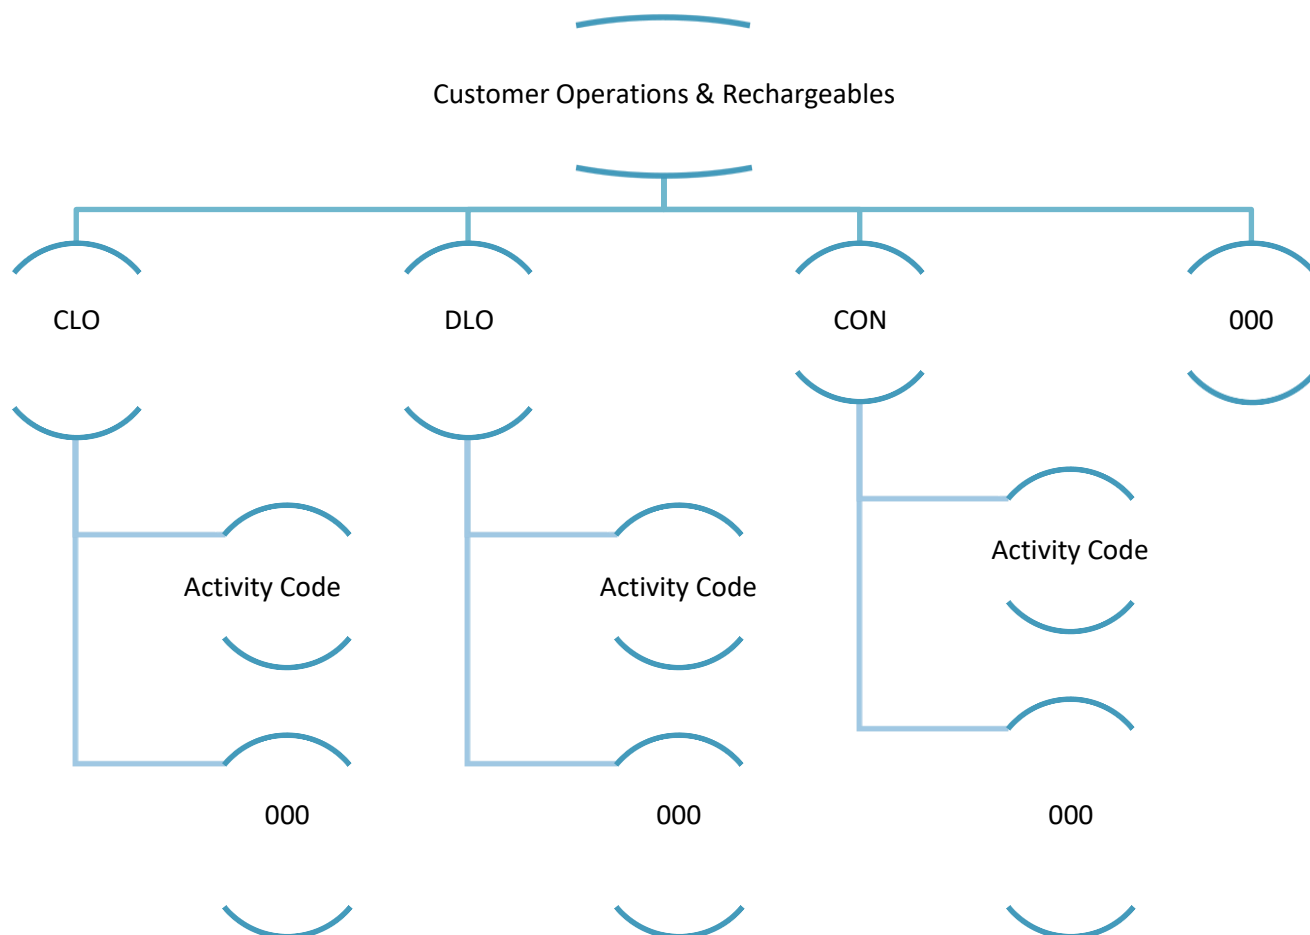 Customer Operations & Rechargeables
CLO
DLO
CON
000
Activity Code
Activity Code
Activity Code
000
000
000